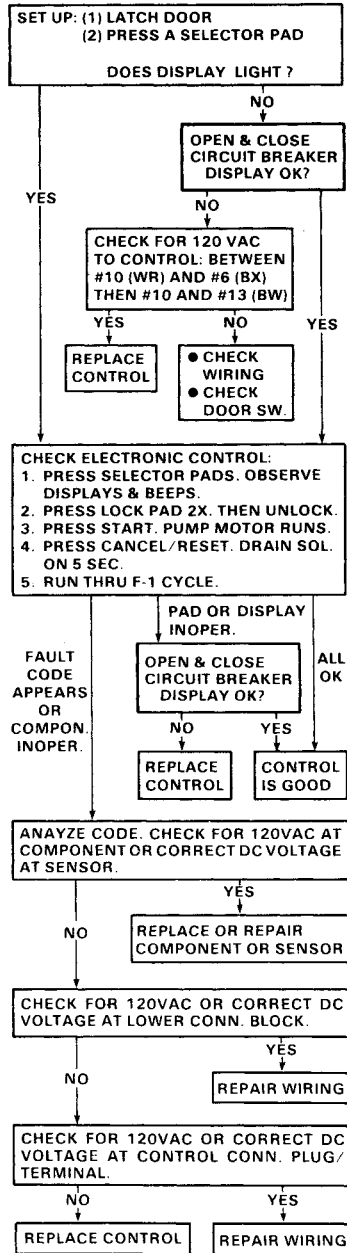 SET UP: (1) LATCH DOOR
(2) PRESS A SELECTOR PAD
DOES DISPLAY LIGHT ?
NO
OPEN & CLOSE
CIRCUIT BREAKER
DISPLAY OK?
YES
NO
CHECK FOR 120 VAC
TO CONTROL: BETWEEN
#10 (WR) AND #6 (BX)
THEN #10 AND #13 (BW)
YES
NO
YES
REPLACE
CONTROL
● CHECK
WIRING
● CHECK
DOOR SW.
CHECK ELECTRONIC CONTROL:
1. PRESS SELECTOR PADS. OBSERVE
DISPLAYS & BEEPS.
2. PRESS LOCK PAD 2X. THEN UNLOCK.
3. PRESS START. PUMP MOTOR RUNS.
4. PRESS CANCEL/RESET. DRAIN SOL.
ON 5 SEC.
5. RUN THRU F-1 CYCLE.
PAD OR DISPLAY
INOPER.
FAULT
CODE
APPEARS
OR
COMPON.
INOPER.
OPEN & CLOSE
CIRCUIT BREAKER
DISPLAY OK?
ALL
OK
NO
YES
REPLACE
CONTROL
CONTROL
IS GOOD
ANAYZE CODE. CHECK FOR 120VAC AT
COMPONENT OR CORRECT DC VOLTAGE
AT SENSOR.
YES
NO
REPLACE OR REPAIR
COMPONENT OR SENSOR
CHECK FOR 120VAC OR CORRECT DC
VOLTAGE AT LOWER CONN. BLOCK.
YES
NO
REPAIR WIRING
CHECK FOR 120VAC OR CORRECT DC
VOLTAGE AT CONTROL CONN. PLUG/
TERMINAL.
NO
YES
REPLACE CONTROL
REPAIR WIRING